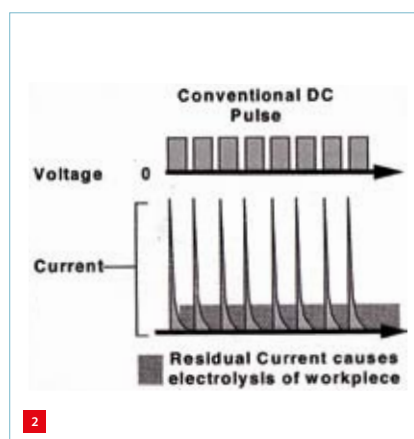 Conventional DC
Pulse
Voltage 0
Current
Residual Current causes
electrolysis of workpiece
2